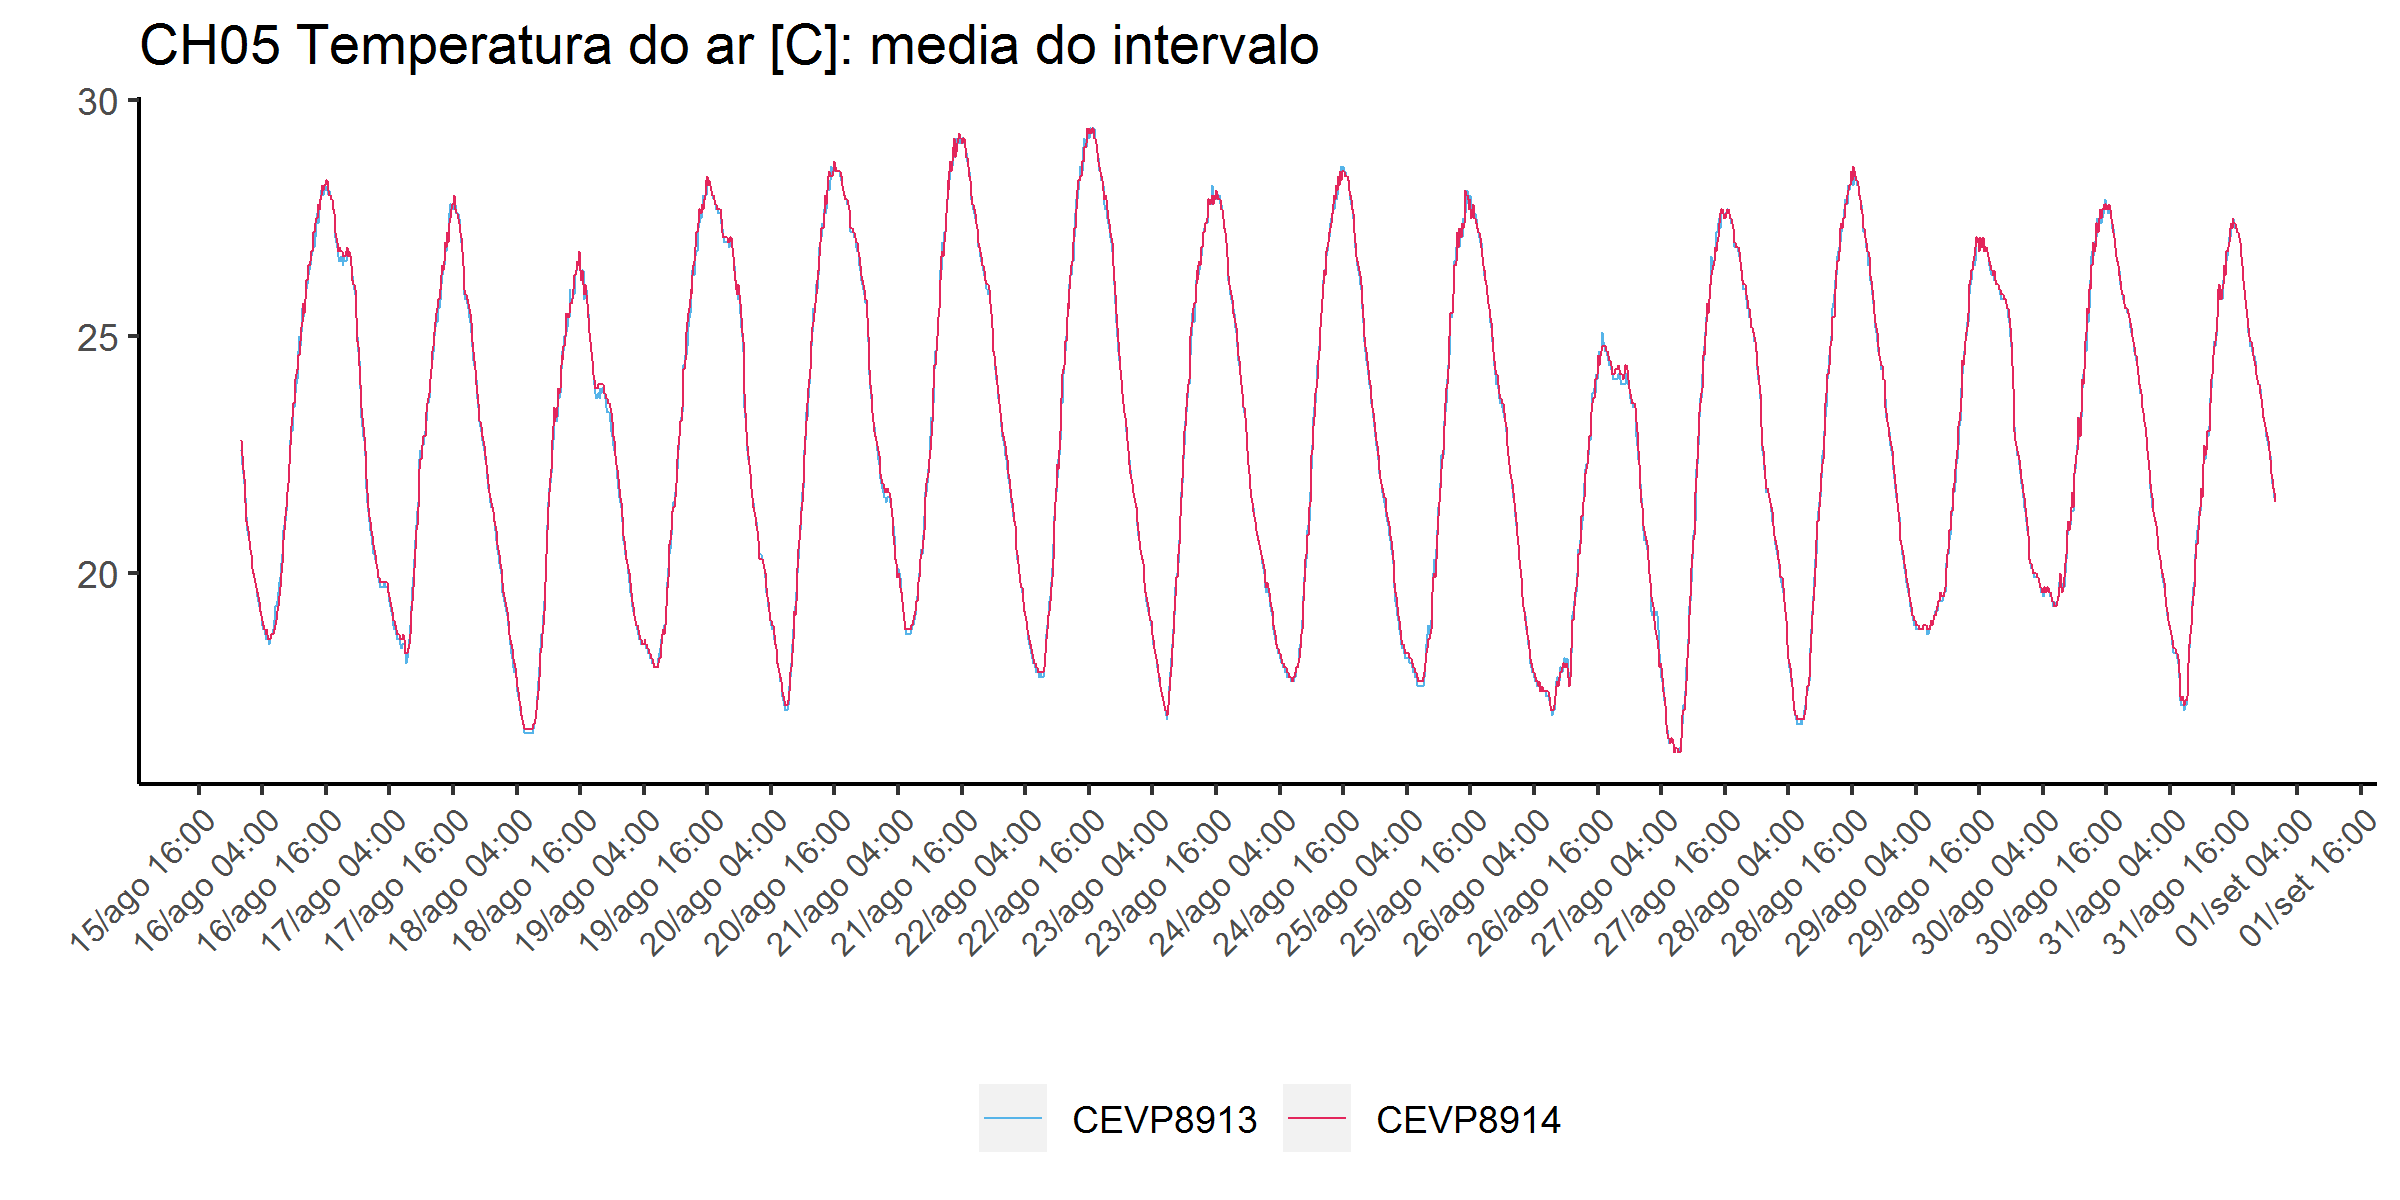 CH05 Temperatura do ar [C]: media do intervalo
30
25
20
15/ago 16:00
16/ago 04:00
16/ago 16:00
17/ago 04:00
17/ago 16:00
18/ago 04:00
18/ago 16:00
19/ago 04:00
19/ago 16:00
20/ago 04:00
20/ago 16:00
21/ago 04:00
21/ago 16:00
22/ago 04:00
22/ago 16:00
23/ago 04:00
23/ago 16:00
24/ago 04:00
24/ago 16:00
25/ago 04:00
25/ago 16:00
26/ago 04:00
26/ago 16:00
27/ago 04:00
27/ago 16:00
28/ago 04:00
28/ago 16:00
29/ago 04:00
29/ago 16:00
30/ago 04:00
30/ago 16:00
31/ago 04:00
31/ago 16:00
01/set 04:00
01/set 16:00
CEVP8913
CEVP8914